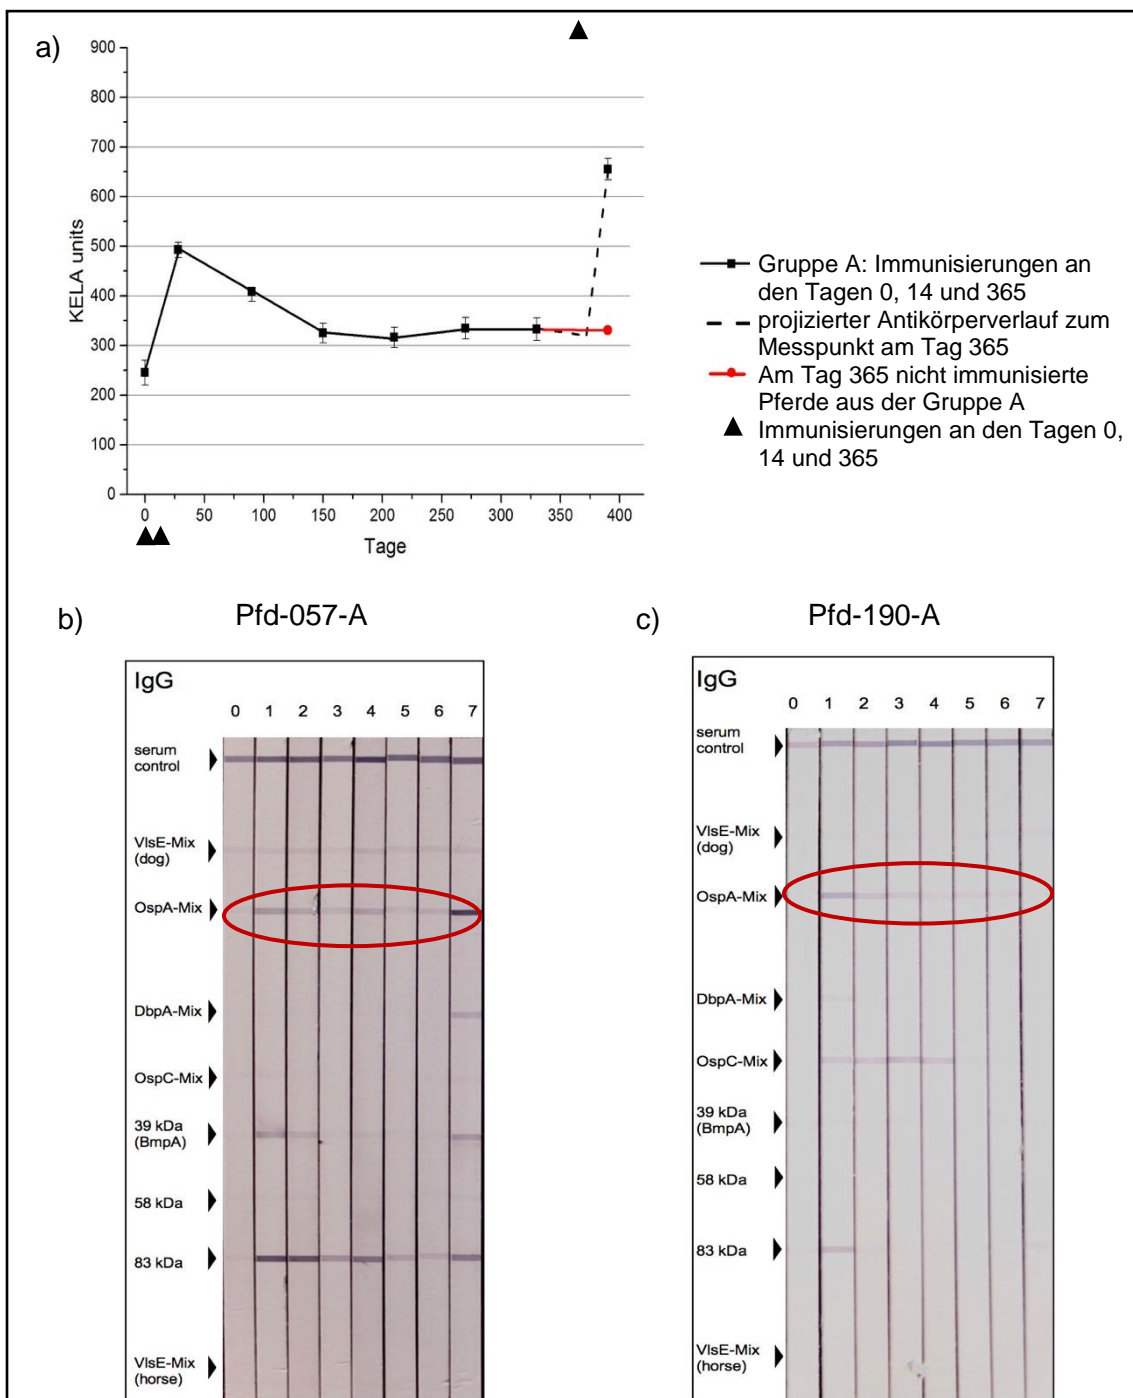 a)
900
800
700
600
500
400
300
200
100
0
KELA units
0 50 100 150 200 250 300 350 400
Tage
Gruppe A: Immunisierungen an
den Tagen 0, 14 und 365
projizierter Antikörperverlauf zum
Messpunkt am Tag 365
Am Tag 365 nicht immunisierte
Pferde aus der Gruppe A
Immunisierungen an den Tagen 0,
14 und 365
b)
Pfd-057-A
IgG
0 1 2 3 4 5 6 7
serum
control
VlsE-Mix
(dog)
OspA-Mix
DbpA-Mix
OspC-Mix
39 kDa
(BmpA)
58 kDa
83 kDa
VlsE-Mix
(horse)
c)
Pfd-190-A
IgG
0 1 2 3 4 5 6 7
serum
control
VlsE-Mix
(dog)
OspA-Mix
DbpA-Mix
OspC-Mix
39 kDa
(BmpA)
58 kDa
83 kDa
VlsE-Mix
(horse)